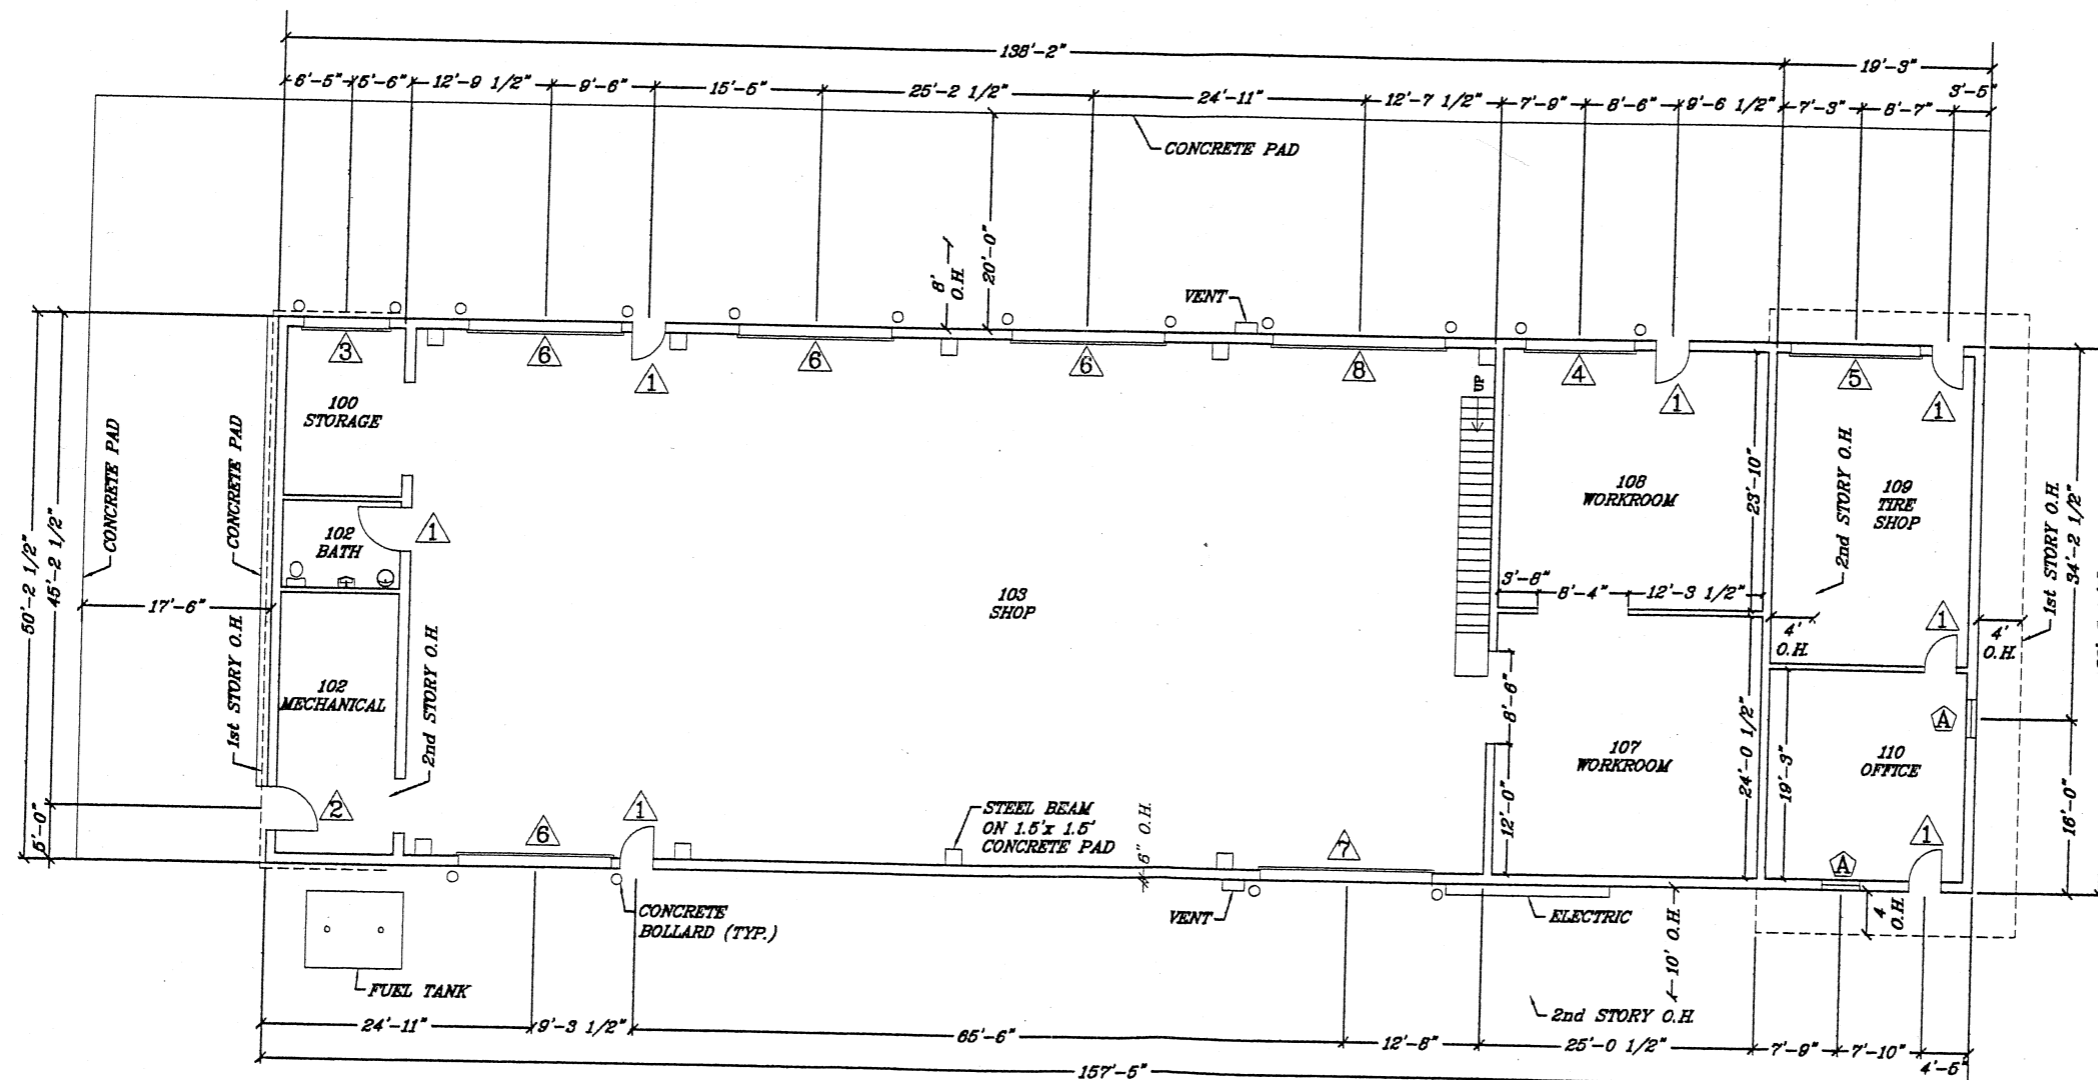 138'-2"
19'-3"
6'-5"
5'-6"
12'-9 1/2"
9'-6"
15'-5"
25'-2 1/2"
24'-11"
12'-7 1/2"
7'-9"
8'-6"
9'-6 1/2"
7'-3"
8'-7"
3'-5"
CONCRETE PAD
8'
O.H.
20'-0"
VENT
3
6
1
6
6
8
4
1
5
1
UP
100
STORAGE
102
BATH
1
103
SHOP
108
WORKROOM
23'-10"
109
TIRE
SHOP
2nd STORY O.H.
1st STORY O.H.
34'-2 1/2"
CONCRETE PAD
CONCRETE PAD
50'-2 1/2"
45'-2 1/2"
17'-6"
3'-8"
8'-4"
12'-3 1/2"
4'
O.H.
1
4'
O.H.
1st STORY O.H.
102
MECHANICAL
2nd STORY O.H.
8'-6"
107
WORKROOM
24'-0 1/2"
19'-3"
110
OFFICE
A
5'-0"
2
6
1
STEEL BEAM
ON 1.5'x 1.5'
CONCRETE PAD
6" O.H.
7
12'-0"
A
1
16'-0"
CONCRETE
BOLLARD (TYP.)
VENT
ELECTRIC
10' O.H.
4
O.H.
FUEL TANK
2nd STORY O.H.
24'-11"
9'-3 1/2"
65'-6"
12'-8"
25'-0 1/2"
7'-9"
7'-10"
4'-5"
157'-5"